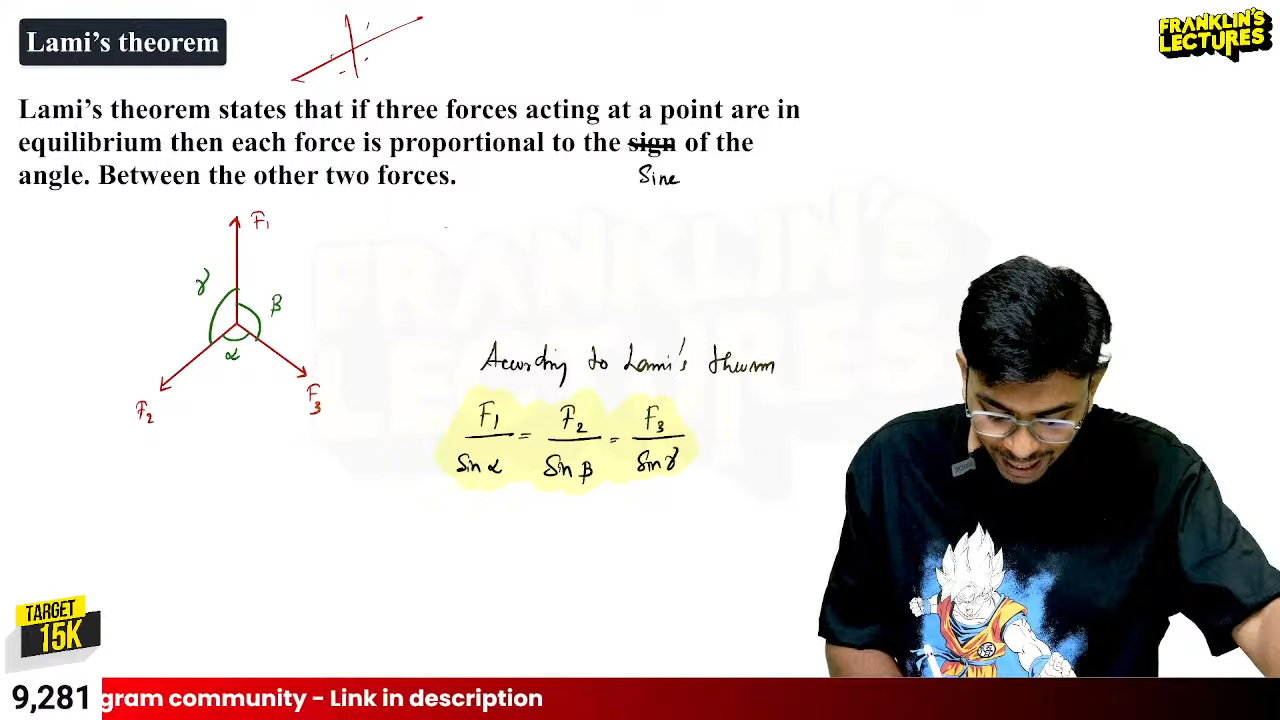 Lami's theorem
FRANKLIN'S
LECTURES
Lami's theorem states that if three forces acting at a point are in
equilibrium then each force is proportional to the sign of the
Sine
angle. Between the other two forces.
F₁
γ
β
α
F₂
F₃
FRANKLIN'S
LECTURES
According to Lami's theorem
F₁/Sin α = F₂/Sin β = F₃/Sin γ
TARGET
15K
9,281
gram community - Link in description